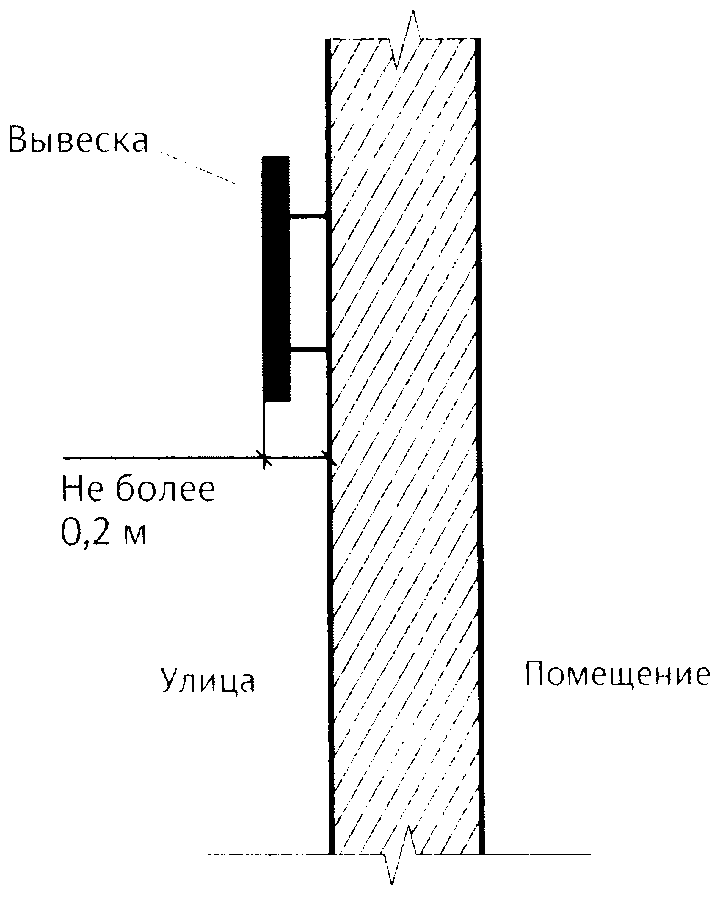 Вывеска
Не более
0,2 м
Улица
Помещение